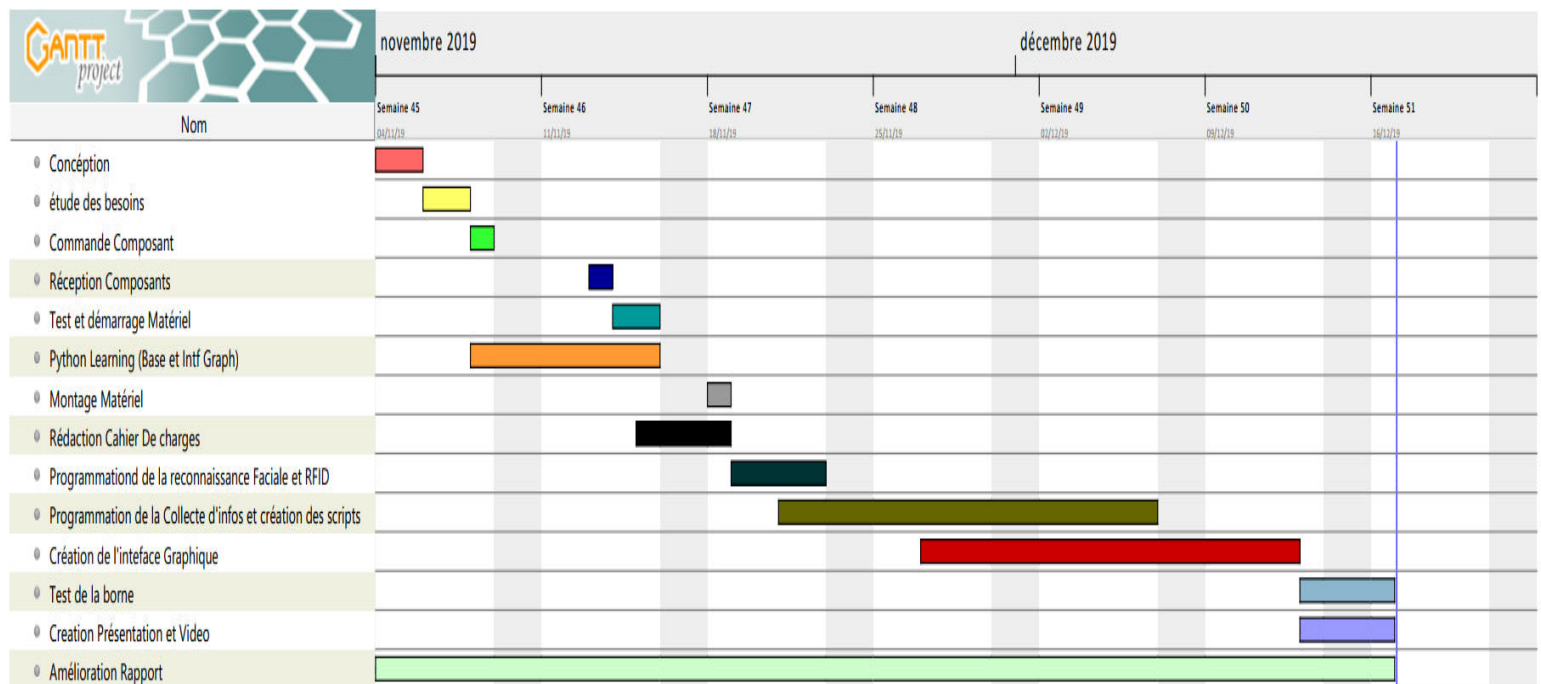 GANTT
project
novembre 2019
décembre 2019
Semaine 45
Semaine 46
Semaine 47
Semaine 48
Semaine 49
Semaine 50
Semaine 51
Nom
04/11/19
11/11/19
18/11/19
25/11/19
02/12/19
09/12/19
16/12/19
Concéption
étude des besoins
Commande Composant
Réception Composants
Test et démarrage Matériel
Python Learning (Base et Intf Graph)
Montage Matériel
Rédaction Cahier De charges
Programmationd de la reconnaissance Faciale et RFID
Programmation de la Collecte d'infos et création des scripts
Création de l'inteface Graphique
Test de la borne
Creation Présentation et Video
Amélioration Rapport